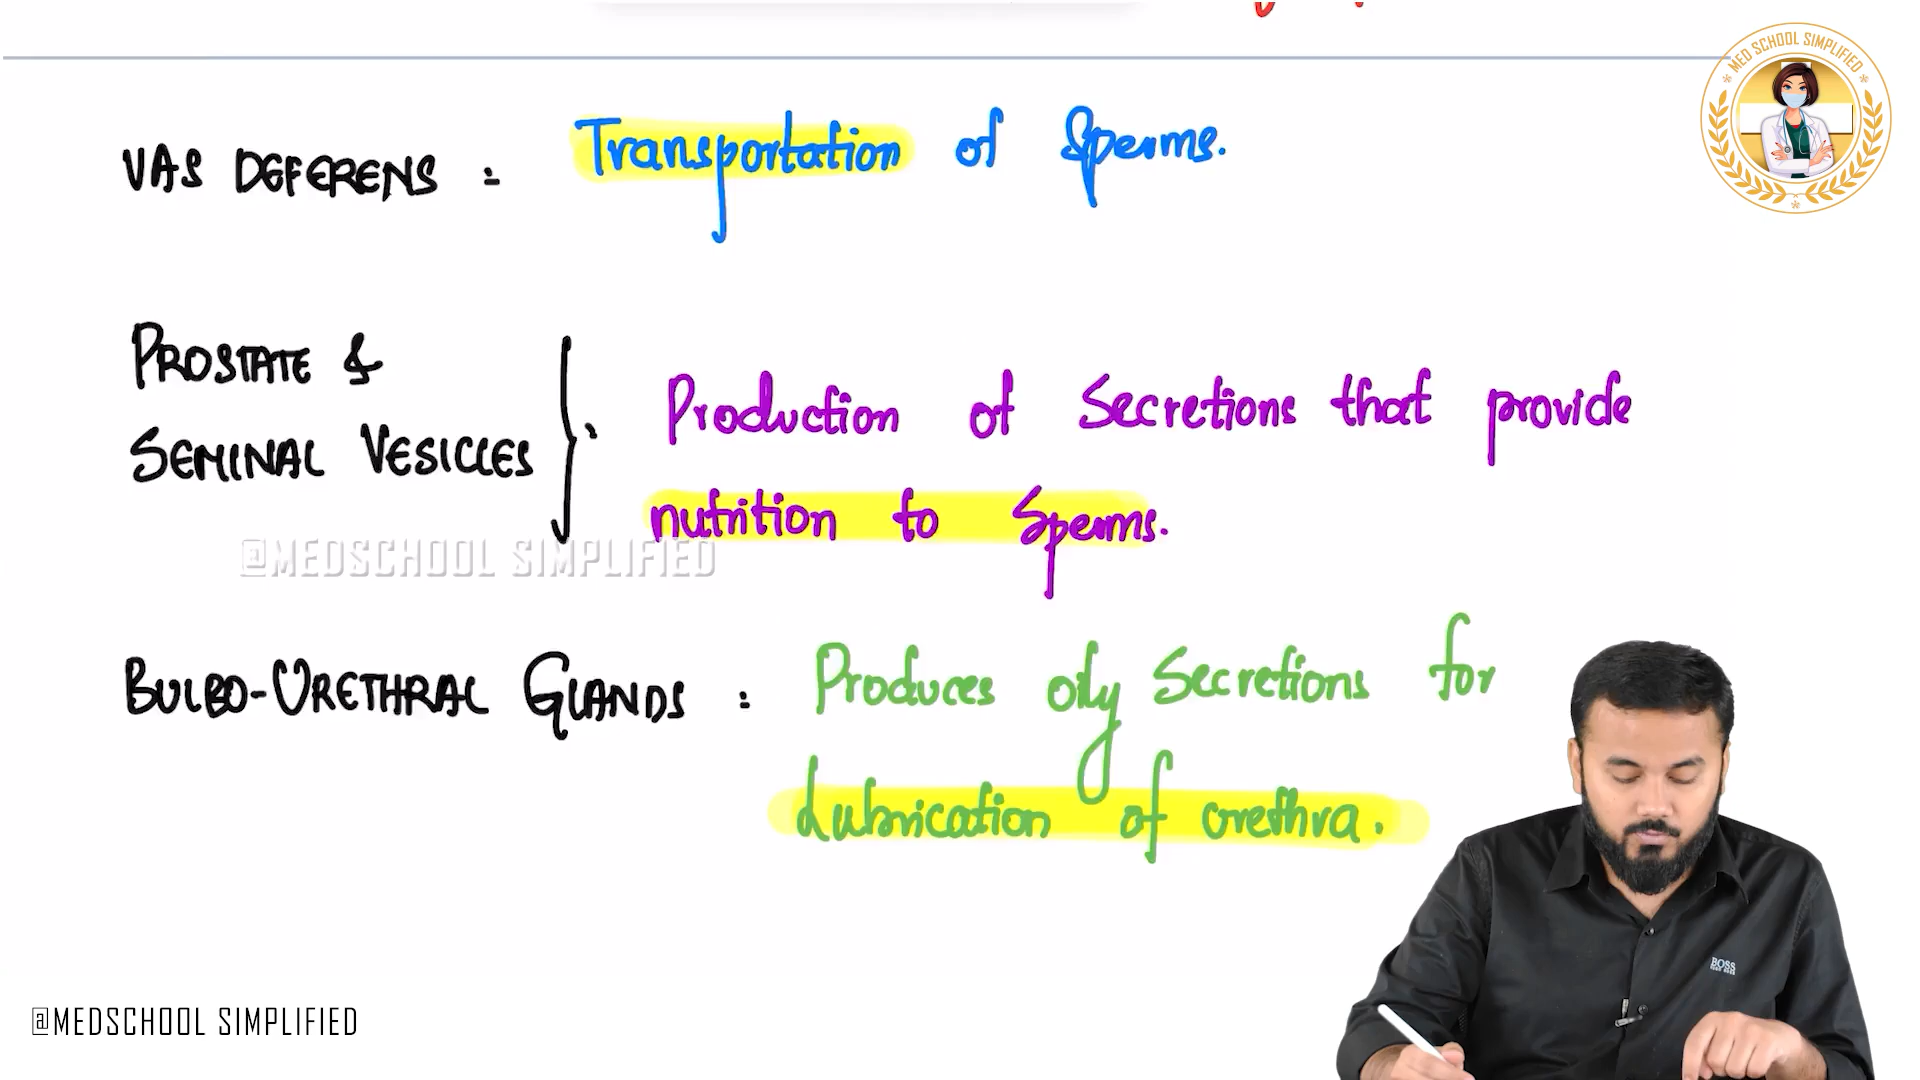 MED SCHOOL SIMPLIFIED
VAS DEFERENS : Transportation of Sperms.
PROSTATE &
SEMINAL VESICLES : Production of Secretions that provide
nutrition to Sperms.
@MEDSCHOOL SIMPLIFIED
BULBO-URETHRAL GLANDS : Produces oily Secretions for
Lubrication of urethra.
BOSS
@MEDSCHOOL SIMPLIFIED